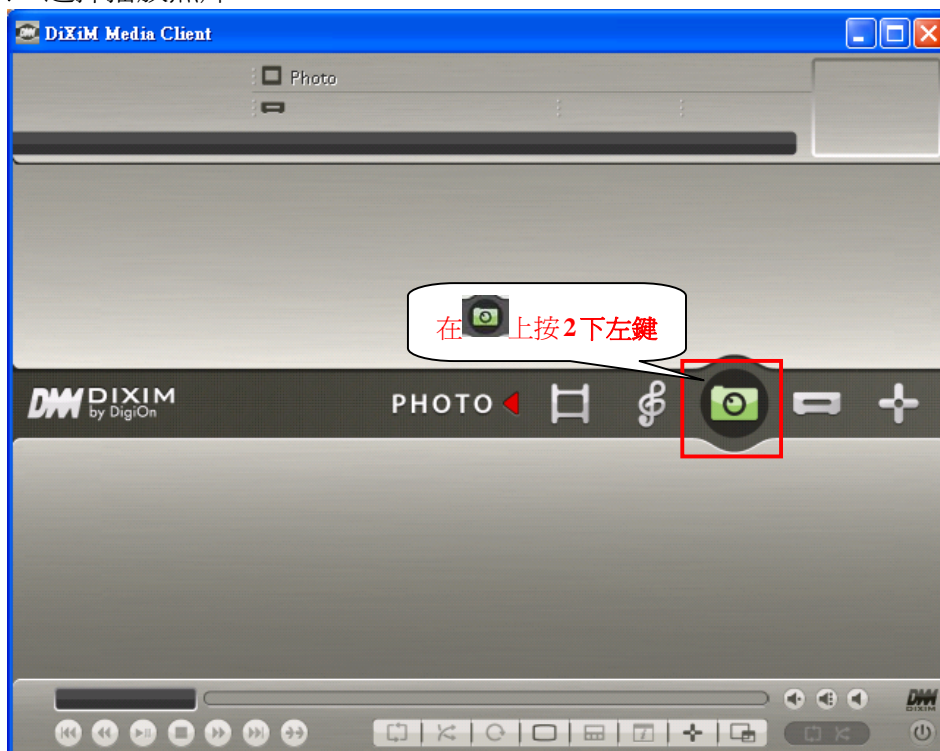 DiXiM Media Client
Photo
在上按2下左鍵
DIXIM
by DigiOn
PHOTO
DIXIM